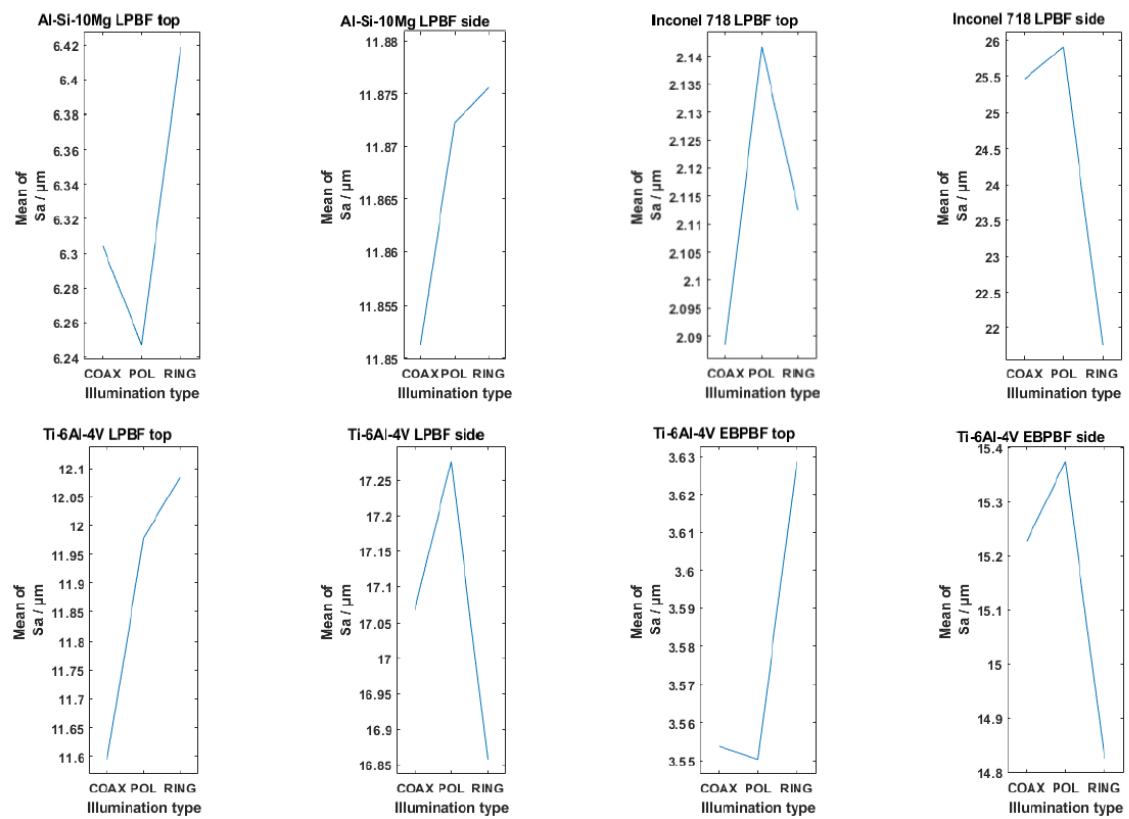 Al-Si-10Mg LPBF top
6.42
6.4
6.38
6.36
6.34
6.32
6.3
6.28
6.26
6.24
Mean of
Sa / μm
COAX POL RING
Illumination type
Al-Si-10Mg LPBF side
11.88
11.875
11.87
11.865
11.86
11.855
11.85
Mean of
Sa / μm
COAX POL RING
Illumination type
Inconel 718 LPBF top
2.14
2.135
2.13
2.125
2.12
2.115
2.11
2.105
2.1
2.095
2.09
Mean of
Sa / μm
COAX POL RING
Illumination type
Inconel 718 LPBF side
26
25.5
25
24.5
24
23.5
23
22.5
22
Mean of
Sa / μm
COAX POL RING
Illumination type
Ti-6Al-4V LPBF top
12.1
12.05
12
11.95
11.9
11.85
11.8
11.75
11.7
11.65
11.6
Mean of
Sa / μm
COAX POL RING
Illumination type
Ti-6Al-4V LPBF side
17.25
17.2
17.15
17.1
17.05
17
16.95
16.9
16.85
Mean of
Sa / μm
COAX POL RING
Illumination type
Ti-6Al-4V EBPBF top
3.63
3.62
3.61
3.6
3.59
3.58
3.57
3.56
3.55
Mean of
Sa / μm
COAX POL RING
Illumination type
Ti-6Al-4V EBPBF side
15.4
15.3
15.2
15.1
15
14.9
14.8
Mean of
Sa / μm
COAX POL RING
Illumination type